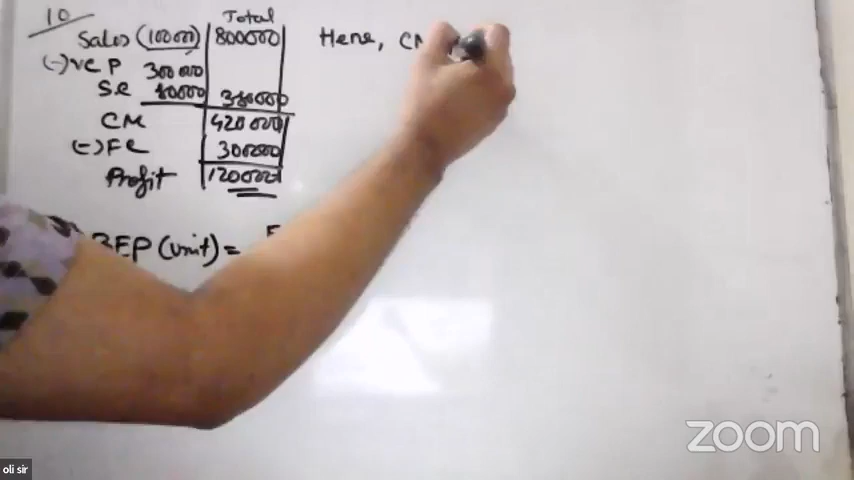 10
Total
Sales (10000) 800000
(-) VC P 300000
SE 80000 380000
CM 420000
(-) FC 300000
Profit 120000
Here, CM
BEP (unit) = F
zoom
oli sir